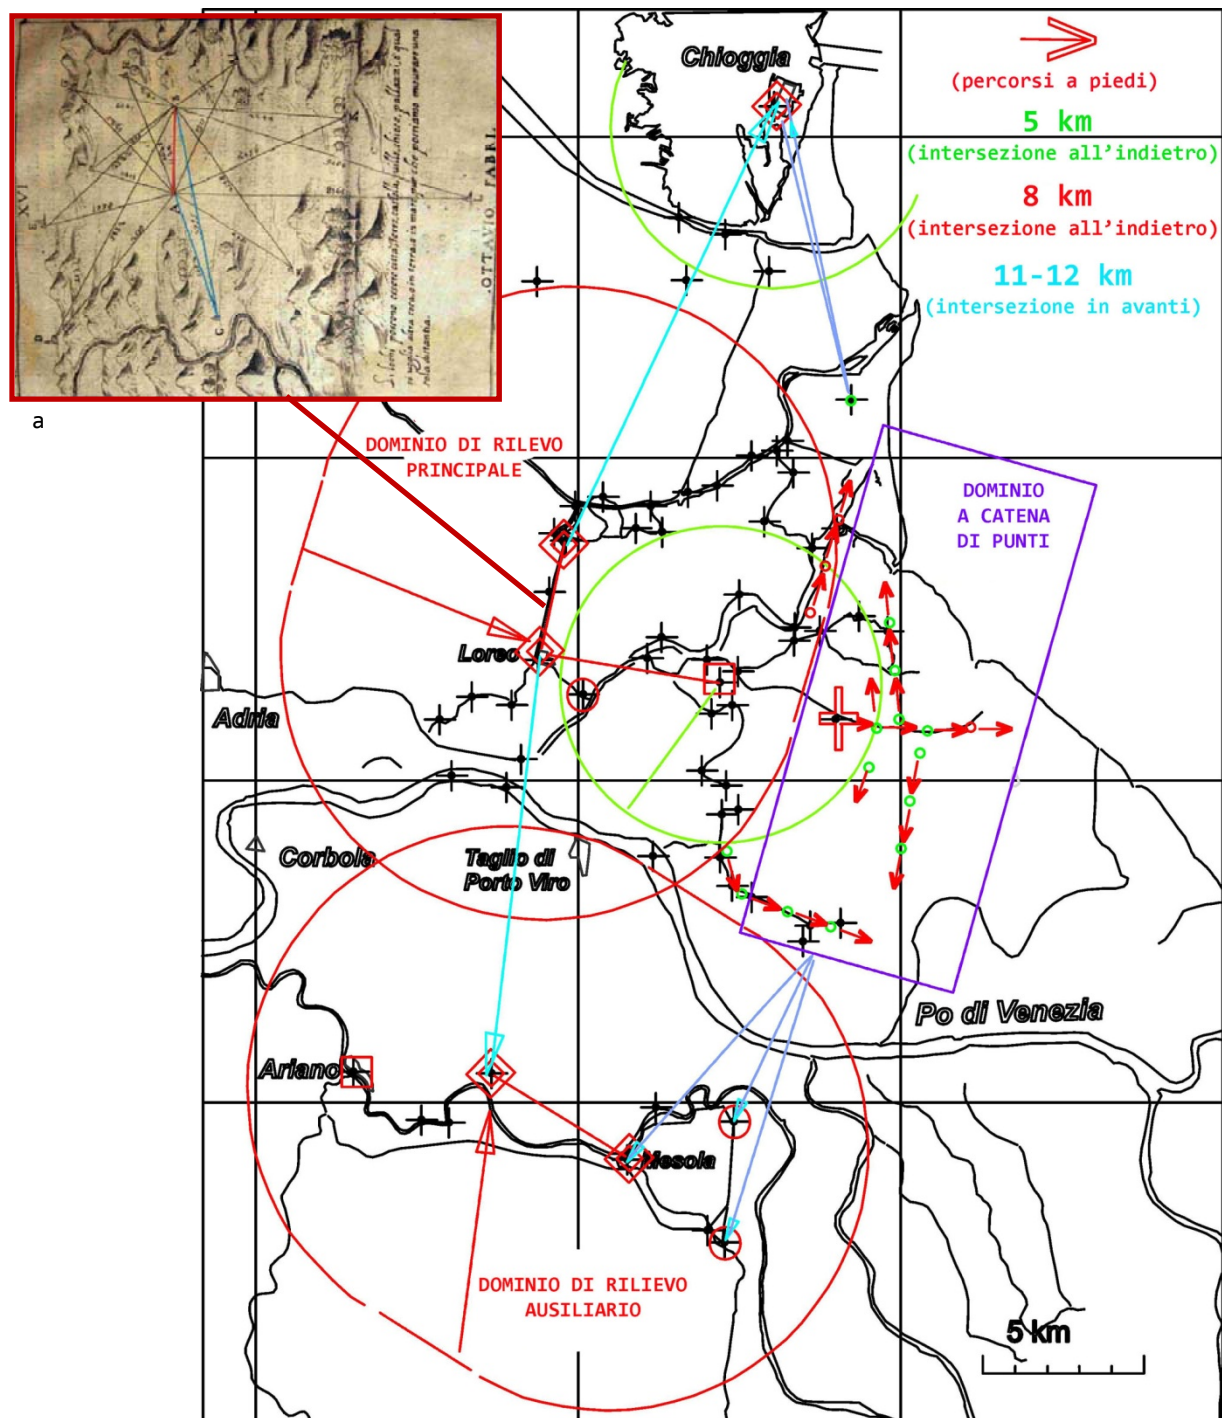 Chioggia
(percorsi a piedi)
5 km
(intersezione all'indietro)
8 km
(intersezione all'indietro)
11-12 km
(intersezione in avanti)
XVI
.OTTAVIO FABRI.
a
DOMINIO DI RILEVO
PRINCIPALE
DOMINIO
A CATENA
DI PUNTI
Loreo
Adria
Corbola
Taglio di
Porto Viro
Po di Venezia
Ariano
Mesola
DOMINIO DI RILIEVO
AUSILIARIO
5 km